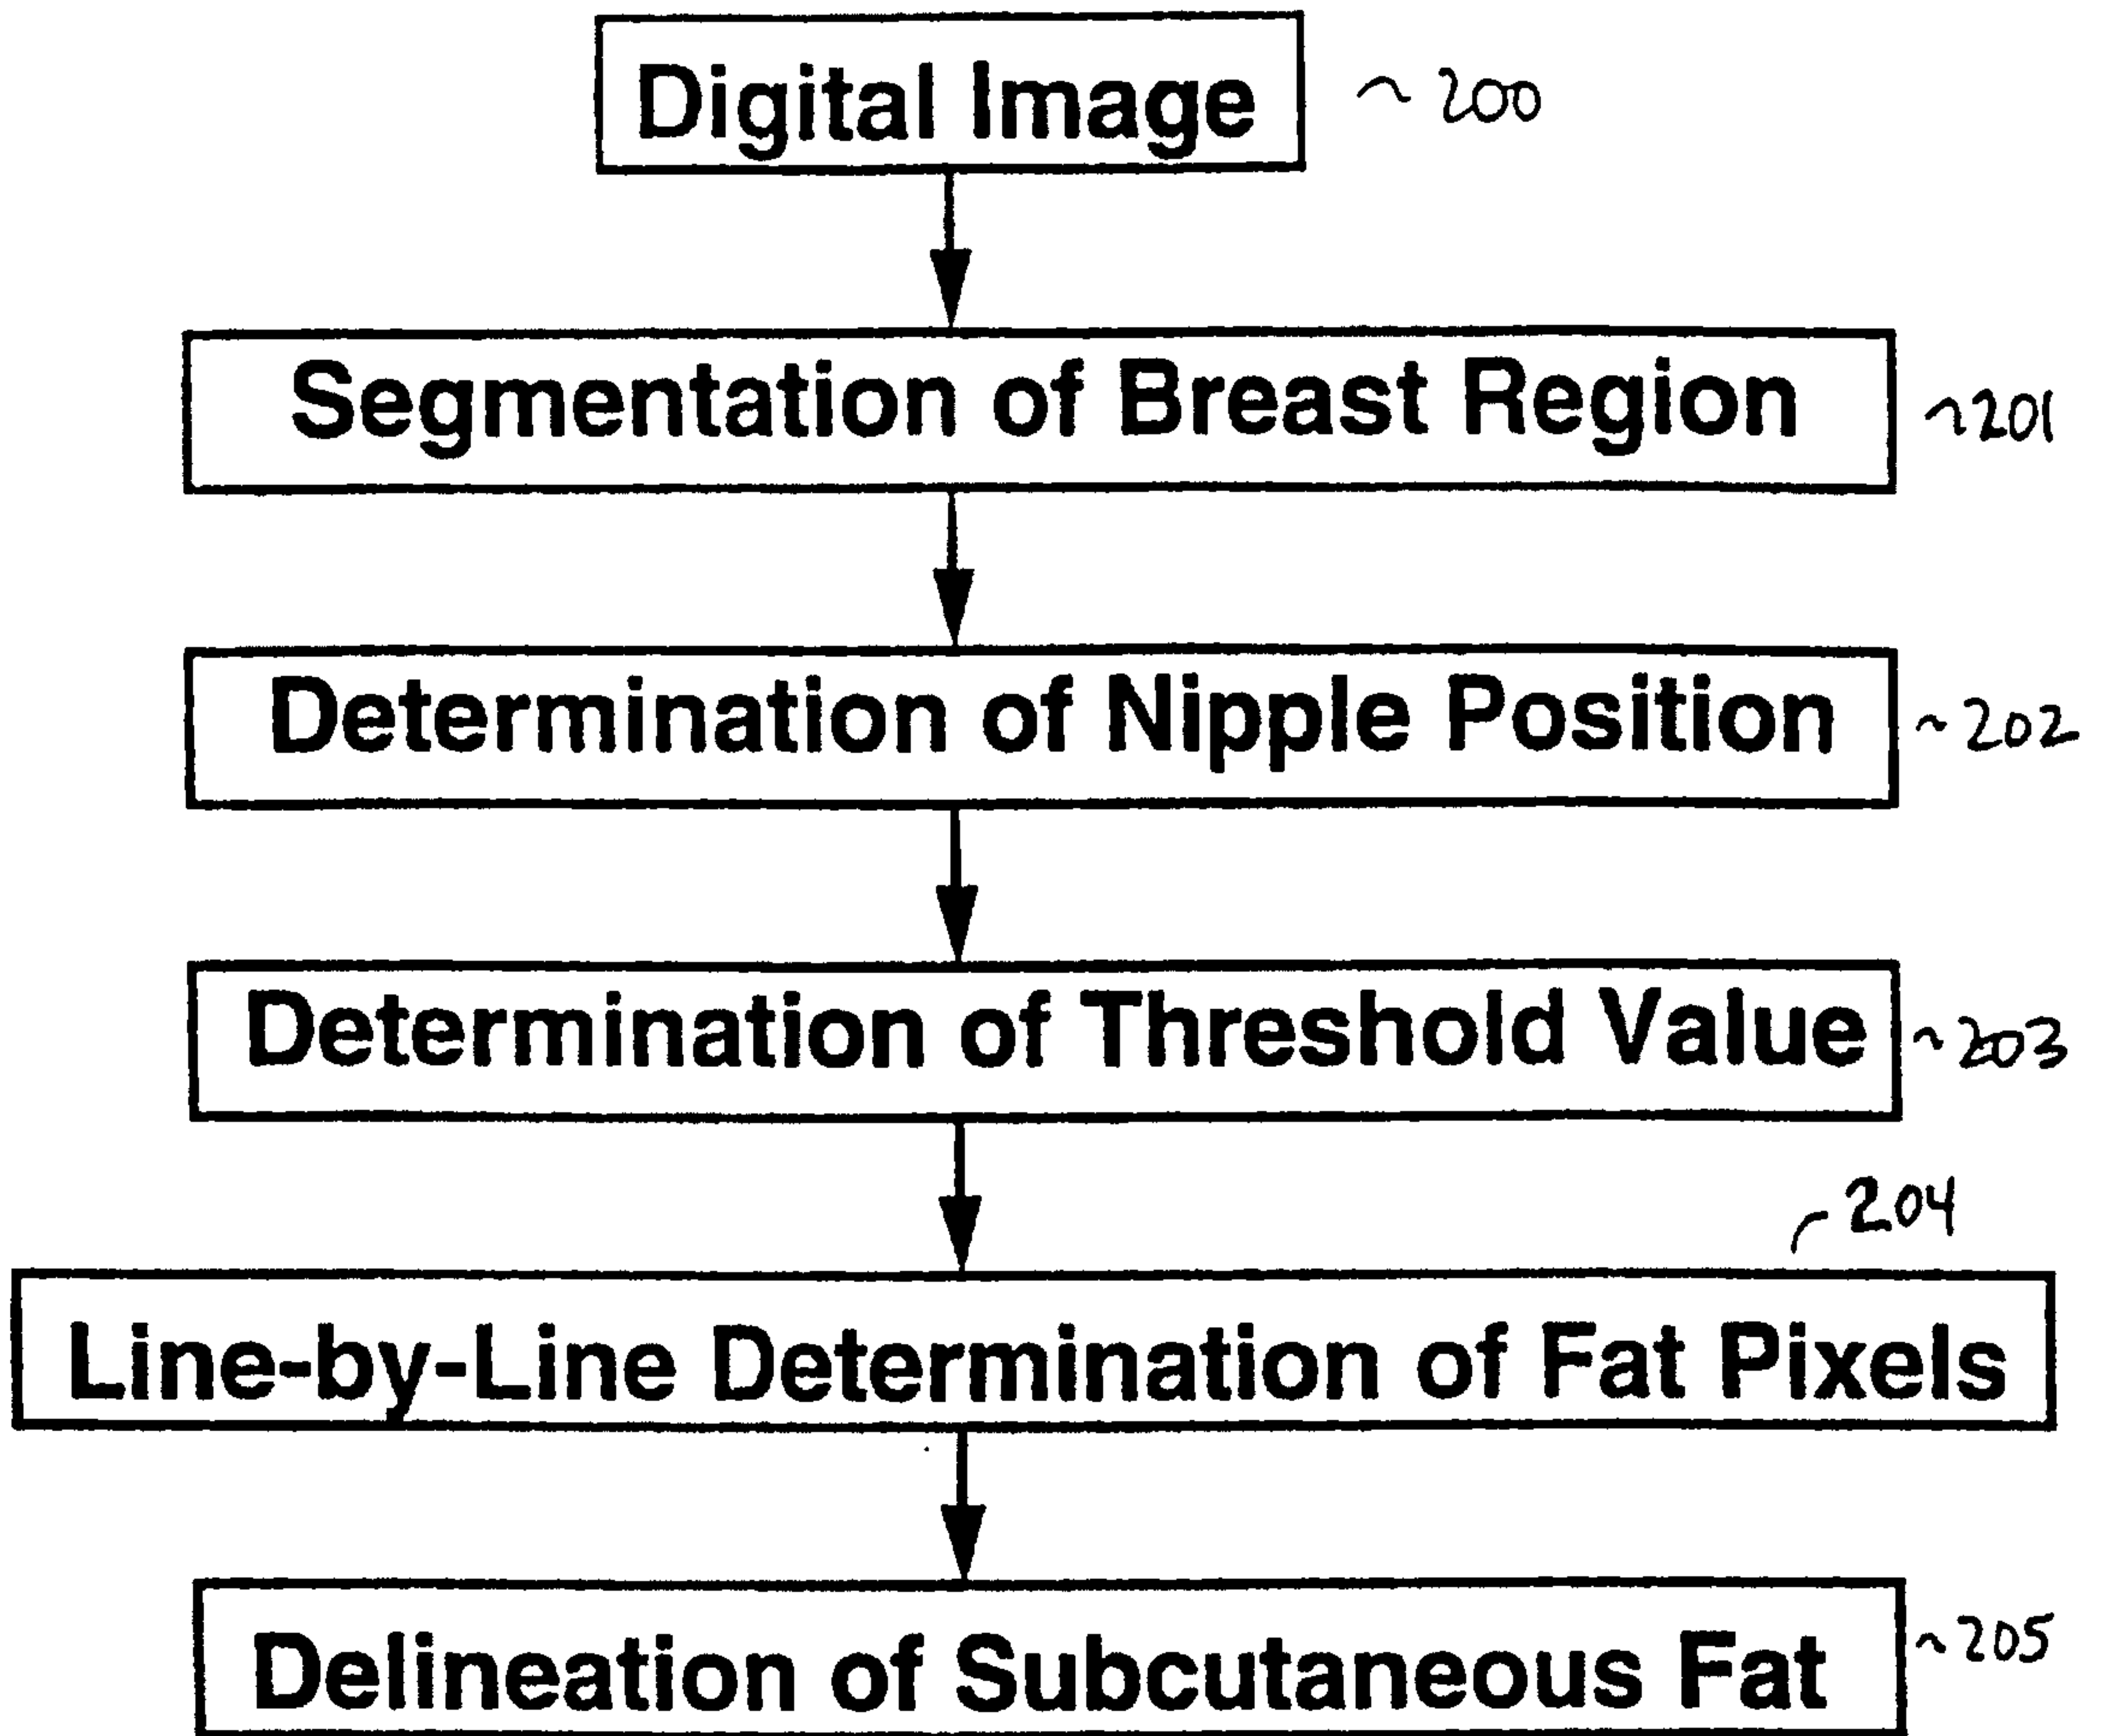 Digital Image ~ 200
Segmentation of Breast Region ~201
Determination of Nipple Position ~202
Determination of Threshold Value ~203
204
Line-by-Line Determination of Fat Pixels
Delineation of Subcutaneous Fat ~205